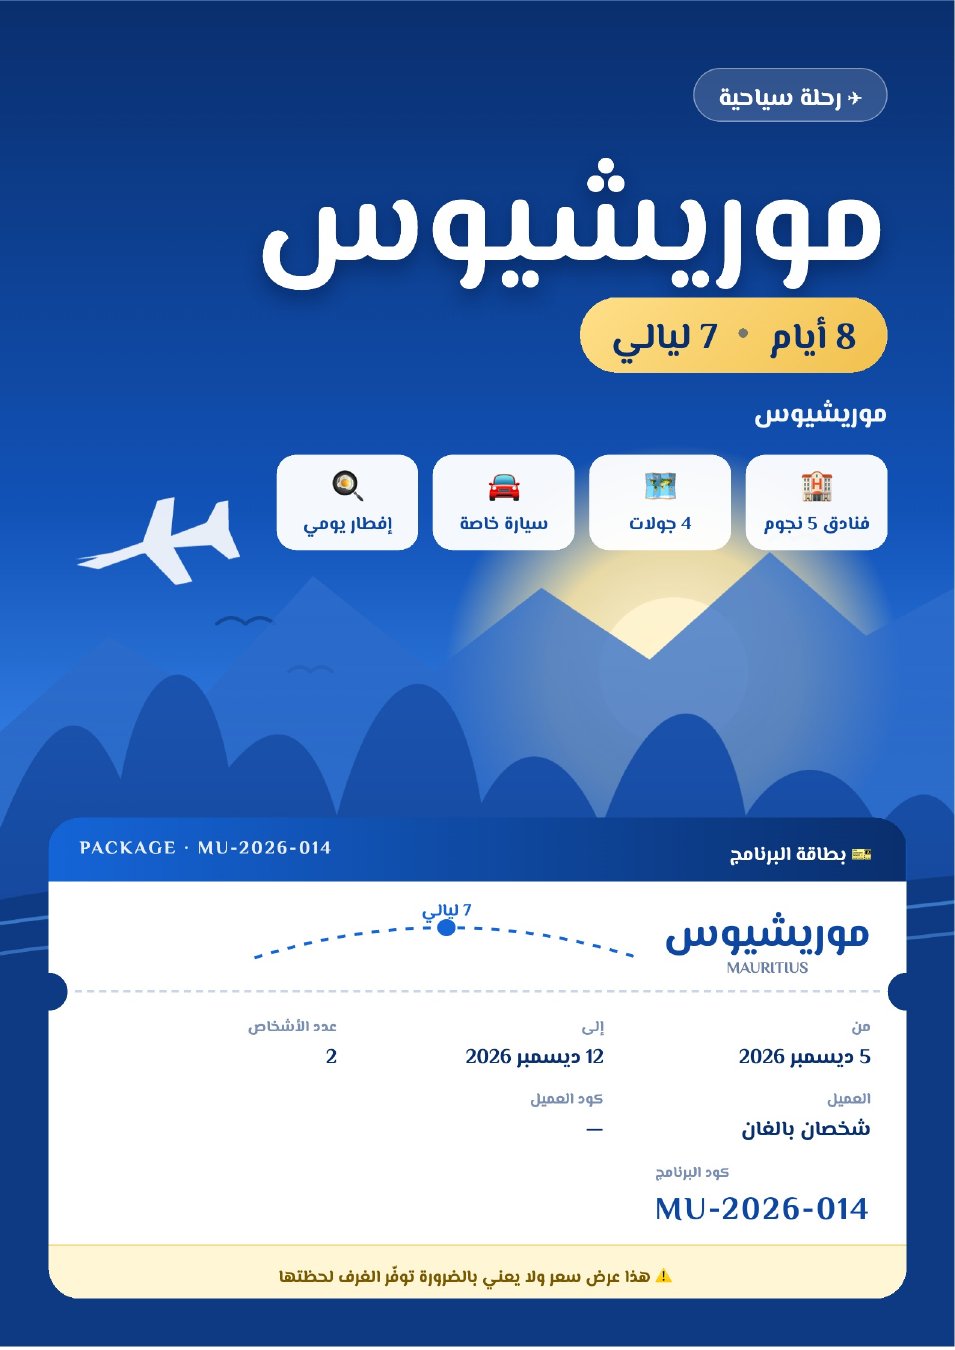 ✈ رحلة سياحية
موريشيوس
8 أيام • 7 ليالي
موريشيوس
فنادق 5 نجوم
4 جولات
سيارة خاصة
إفطار يومي
🎫 بطاقة البرنامج
PACKAGE · MU-2026-014
موريشيوس
MAURITIUS
7 ليالي
من
إلى
عدد الأشخاص
5 ديسمبر 2026
12 ديسمبر 2026
2
العميل
كود العميل
شخصان بالغان
—
كود البرنامج
MU-2026-014
⚠️ هذا عرض سعر ولا يعني بالضرورة توفّر الغرف لحظتها